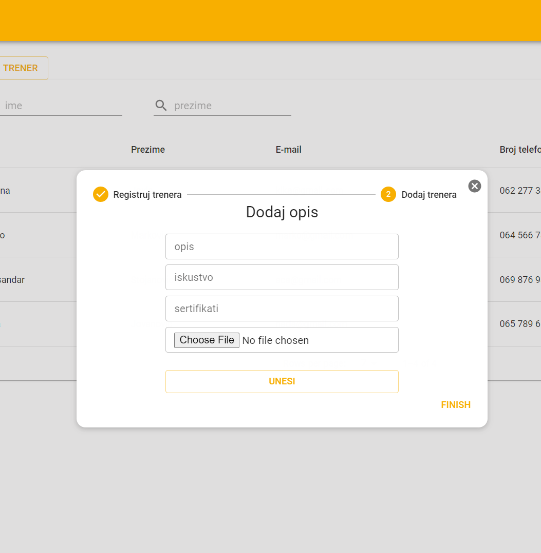 TRENER
ime
prezime
Prezime E-mail Broj telefo
na 062 277 3
Registruj trenera 2 Dodaj trenera
Dodaj opis
o 064 566 7
opis
iskustvo
sandar 069 876 9
sertifikati
065 789 6
Choose File No file chosen
UNESI
FINISH